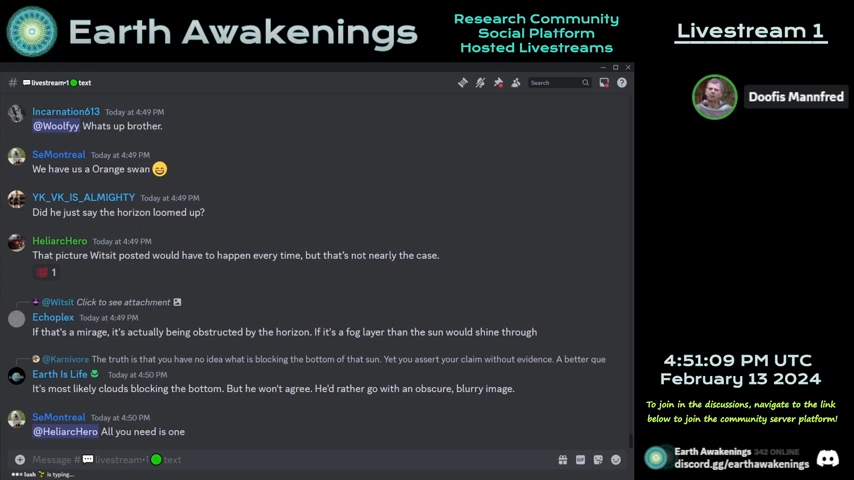 Earth Awakenings
Research Community
Social Platform
Hosted Livestreams
Livestream 1
# livestream•1 text
Search
Incarnation613 Today at 4:49 PM
@Woolfyy Whats up brother.
SeMontreal Today at 4:49 PM
We have us a Orange swan 😄
YK_VK_IS_ALMIGHTY Today at 4:49 PM
Did he just say the horizon loomed up?
HeliarcHero Today at 4:49 PM
That picture Witsit posted would have to happen every time, but that's not nearly the case.
1
@Witsit Click to see attachment
Echoplex Today at 4:49 PM
If that's a mirage, it's actually being obstructed by the horizon. If it's a fog layer than the sun would shine through
@Karnivore The truth is that you have no idea what is blocking the bottom of that sun. Yet you assert your claim without evidence. A better que
Earth Is Life Today at 4:50 PM
It's most likely clouds blocking the bottom. But he won't agree. He'd rather go with an obscure, blurry image.
SeMontreal Today at 4:50 PM
@HeliarcHero All you need is one
Message # livestream•1 text
GIF
is typing...
Doofis Mannfred
4:51:09 PM UTC
February 13 2024
To join in the discussions, navigate to the link
below to join the community server platform!
Earth Awakenings 342 ONLINE
discord.gg/earthawakenings